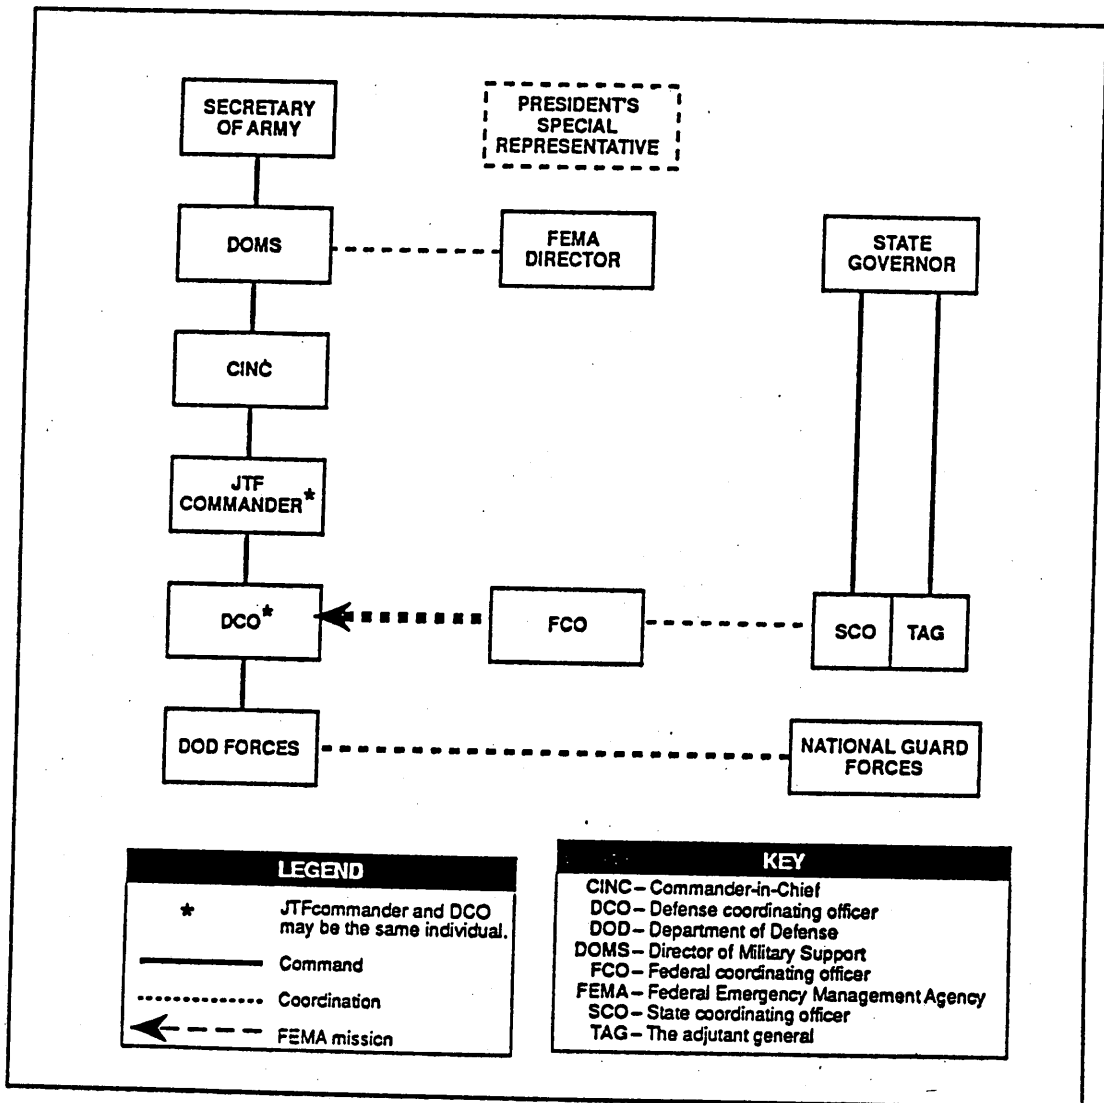 SECRETARY
OF ARMY
PRESIDENT'S
SPECIAL
REPRESENTATIVE
DOMS
FEMA
DIRECTOR
STATE
GOVERNOR
CINC
JTF
COMMANDER*
DCO*
FCO
SCO
TAG
DOD FORCES
NATIONAL GUARD
FORCES
LEGEND
* JTFcommander and DCO
may be the same individual.
Command
Coordination
FEMA mission
KEY
CINC – Commander-in-Chief
DCO – Defense coordinating officer
DOD – Department of Defense
DOMS – Director of Military Support
FCO – Federal coordinating officer
FEMA – Federal Emergency Management Agency
SCO – State coordinating officer
TAG – The adjutant general